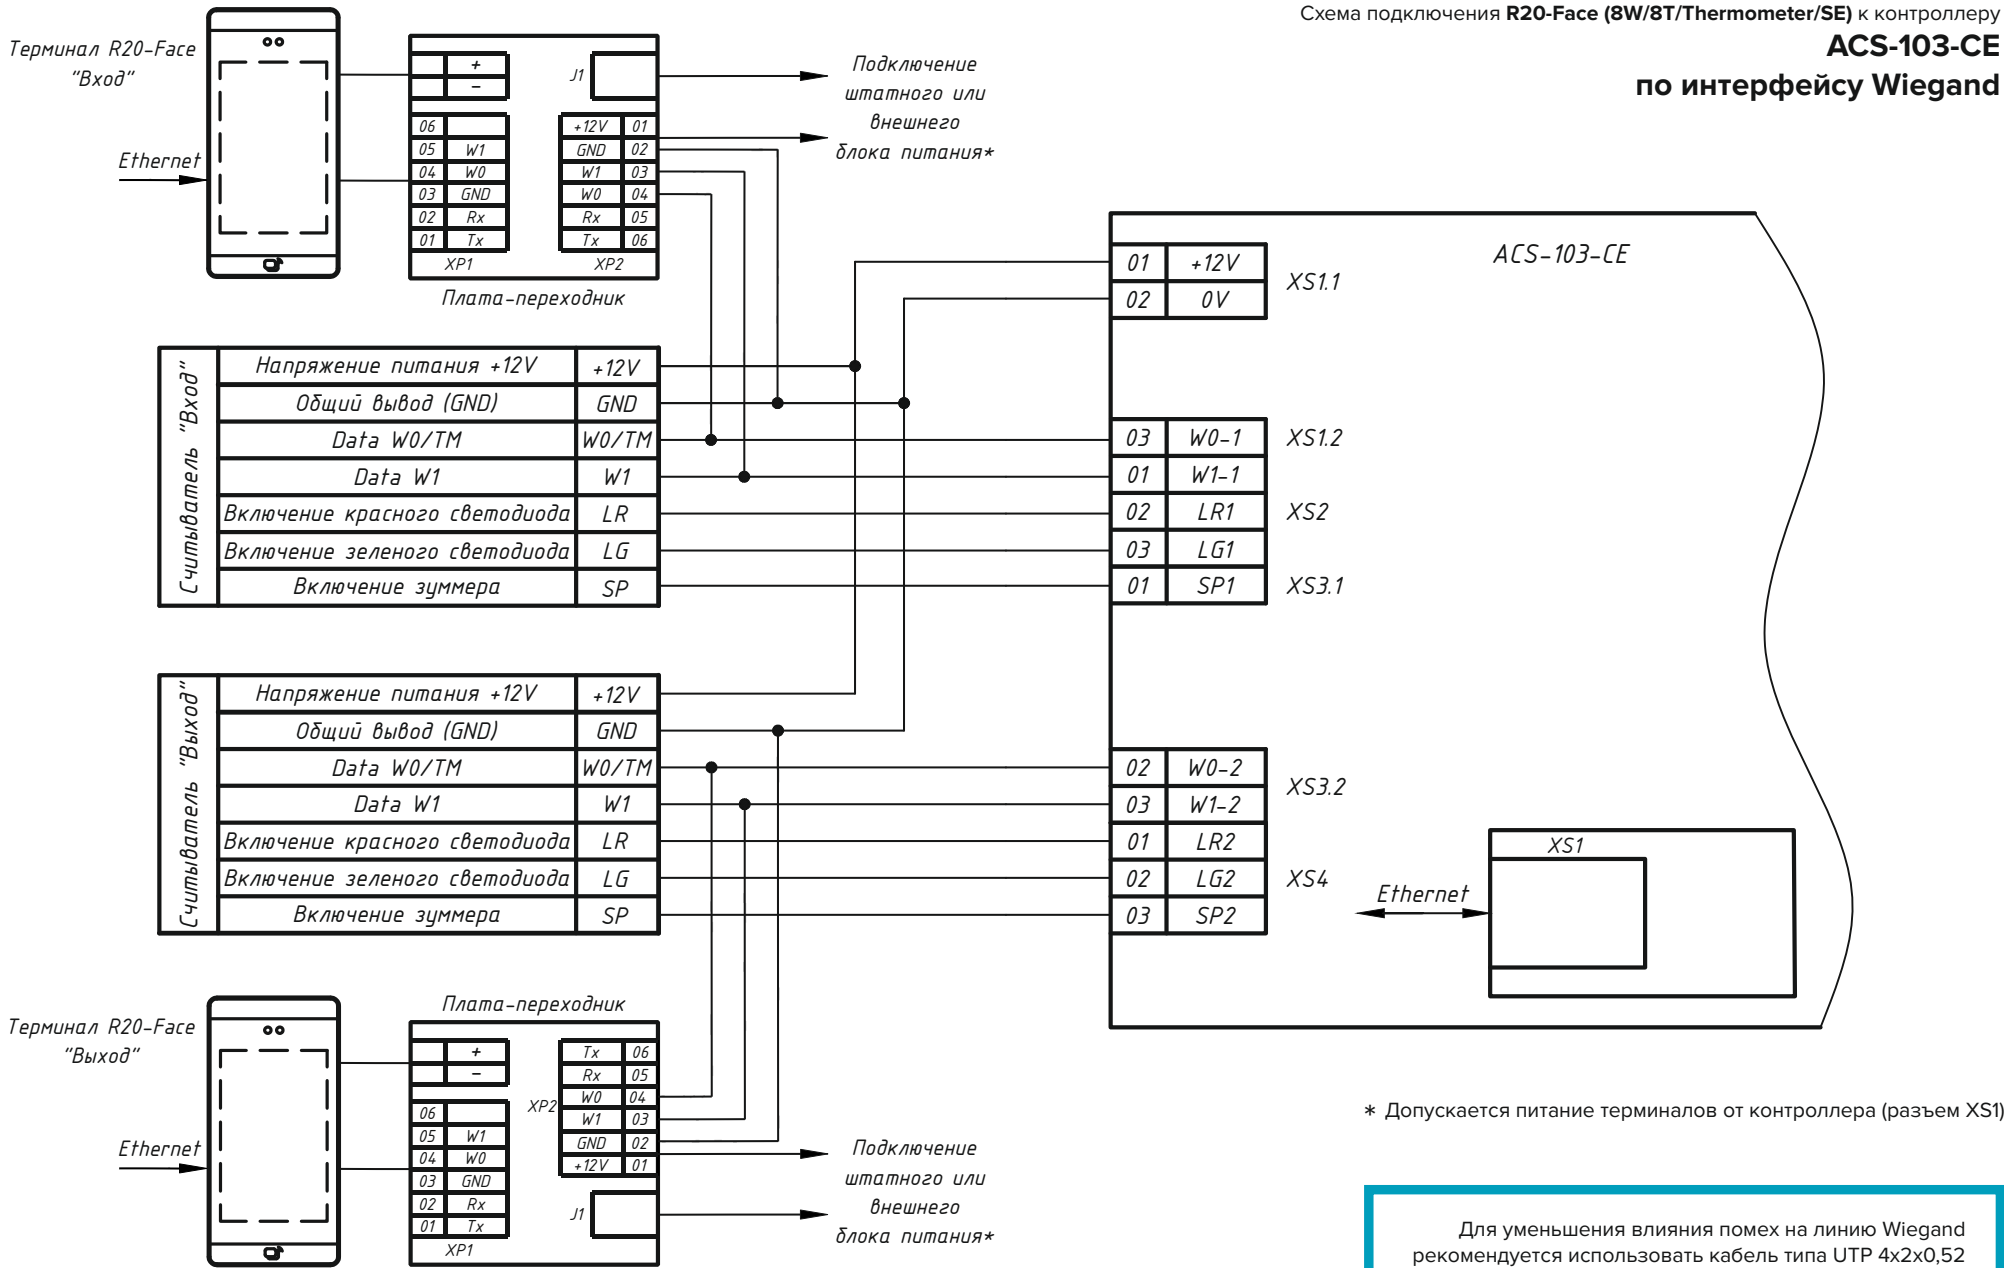 Схема подключения R20-Face (8W/8T/Thermometer/SE) к контроллеру
ACS-103-CE
по интерфейсу Wiegand
Терминал R20-Face
"Вход"
Ethernet
+
−
J1
06
05 W1
04 W0
03 GND
02 Rx
01 Tx
XP1
+12V 01
GND 02
W1 03
W0 04
Rx 05
Tx 06
XP2
Плата-переходник
Подключение
штатного или
внешнего
блока питания*
Считыватель "Вход"
Напряжение питания +12V +12V
Общий вывод (GND) GND
Data W0/TM W0/TM
Data W1 W1
Включение красного светодиода LR
Включение зеленого светодиода LG
Включение зуммера SP
ACS-103-CE
01 +12V
02 0V
XS1.1
03 W0-1 XS1.2
01 W1-1
02 LR1 XS2
03 LG1
01 SP1 XS3.1
Считыватель "Выход"
Напряжение питания +12V +12V
Общий вывод (GND) GND
Data W0/TM W0/TM
Data W1 W1
Включение красного светодиода LR
Включение зеленого светодиода LG
Включение зуммера SP
02 W0-2
03 W1-2
XS3.2
01 LR2
02 LG2 XS4
03 SP2
XS1
Ethernet
Терминал R20-Face
"Выход"
Ethernet
Плата-переходник
+
−
06
05 W1
04 W0
03 GND
02 Rx
01 Tx
XP1
Tx 06
Rx 05
W0 04
W1 03
GND 02
+12V 01
XP2
J1
Подключение
штатного или
внешнего
блока питания*
* Допускается питание терминалов от контроллера (разъем XS1)
Для уменьшения влияния помех на линию Wiegand
рекомендуется использовать кабель типа UTP 4x2x0,52